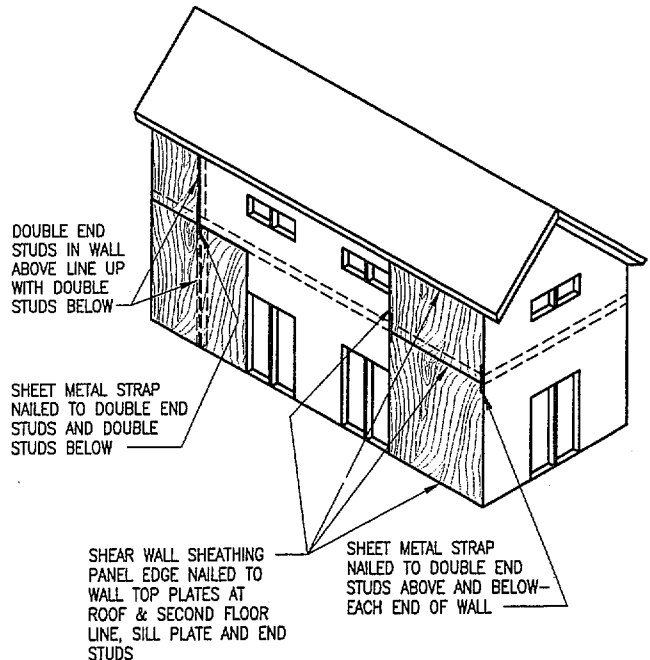 DOUBLE END
STUDS IN WALL
ABOVE LINE UP
WITH DOUBLE
STUDS BELOW
SHEET METAL STRAP
NAILED TO DOUBLE END
STUDS AND DOUBLE
STUDS BELOW
SHEAR WALL SHEATHING
PANEL EDGE NAILED TO
WALL TOP PLATES AT
ROOF & SECOND FLOOR
LINE, SILL PLATE AND END
STUDS
SHEET METAL STRAP
NAILED TO DOUBLE END
STUDS ABOVE AND BELOW-
EACH END OF WALL